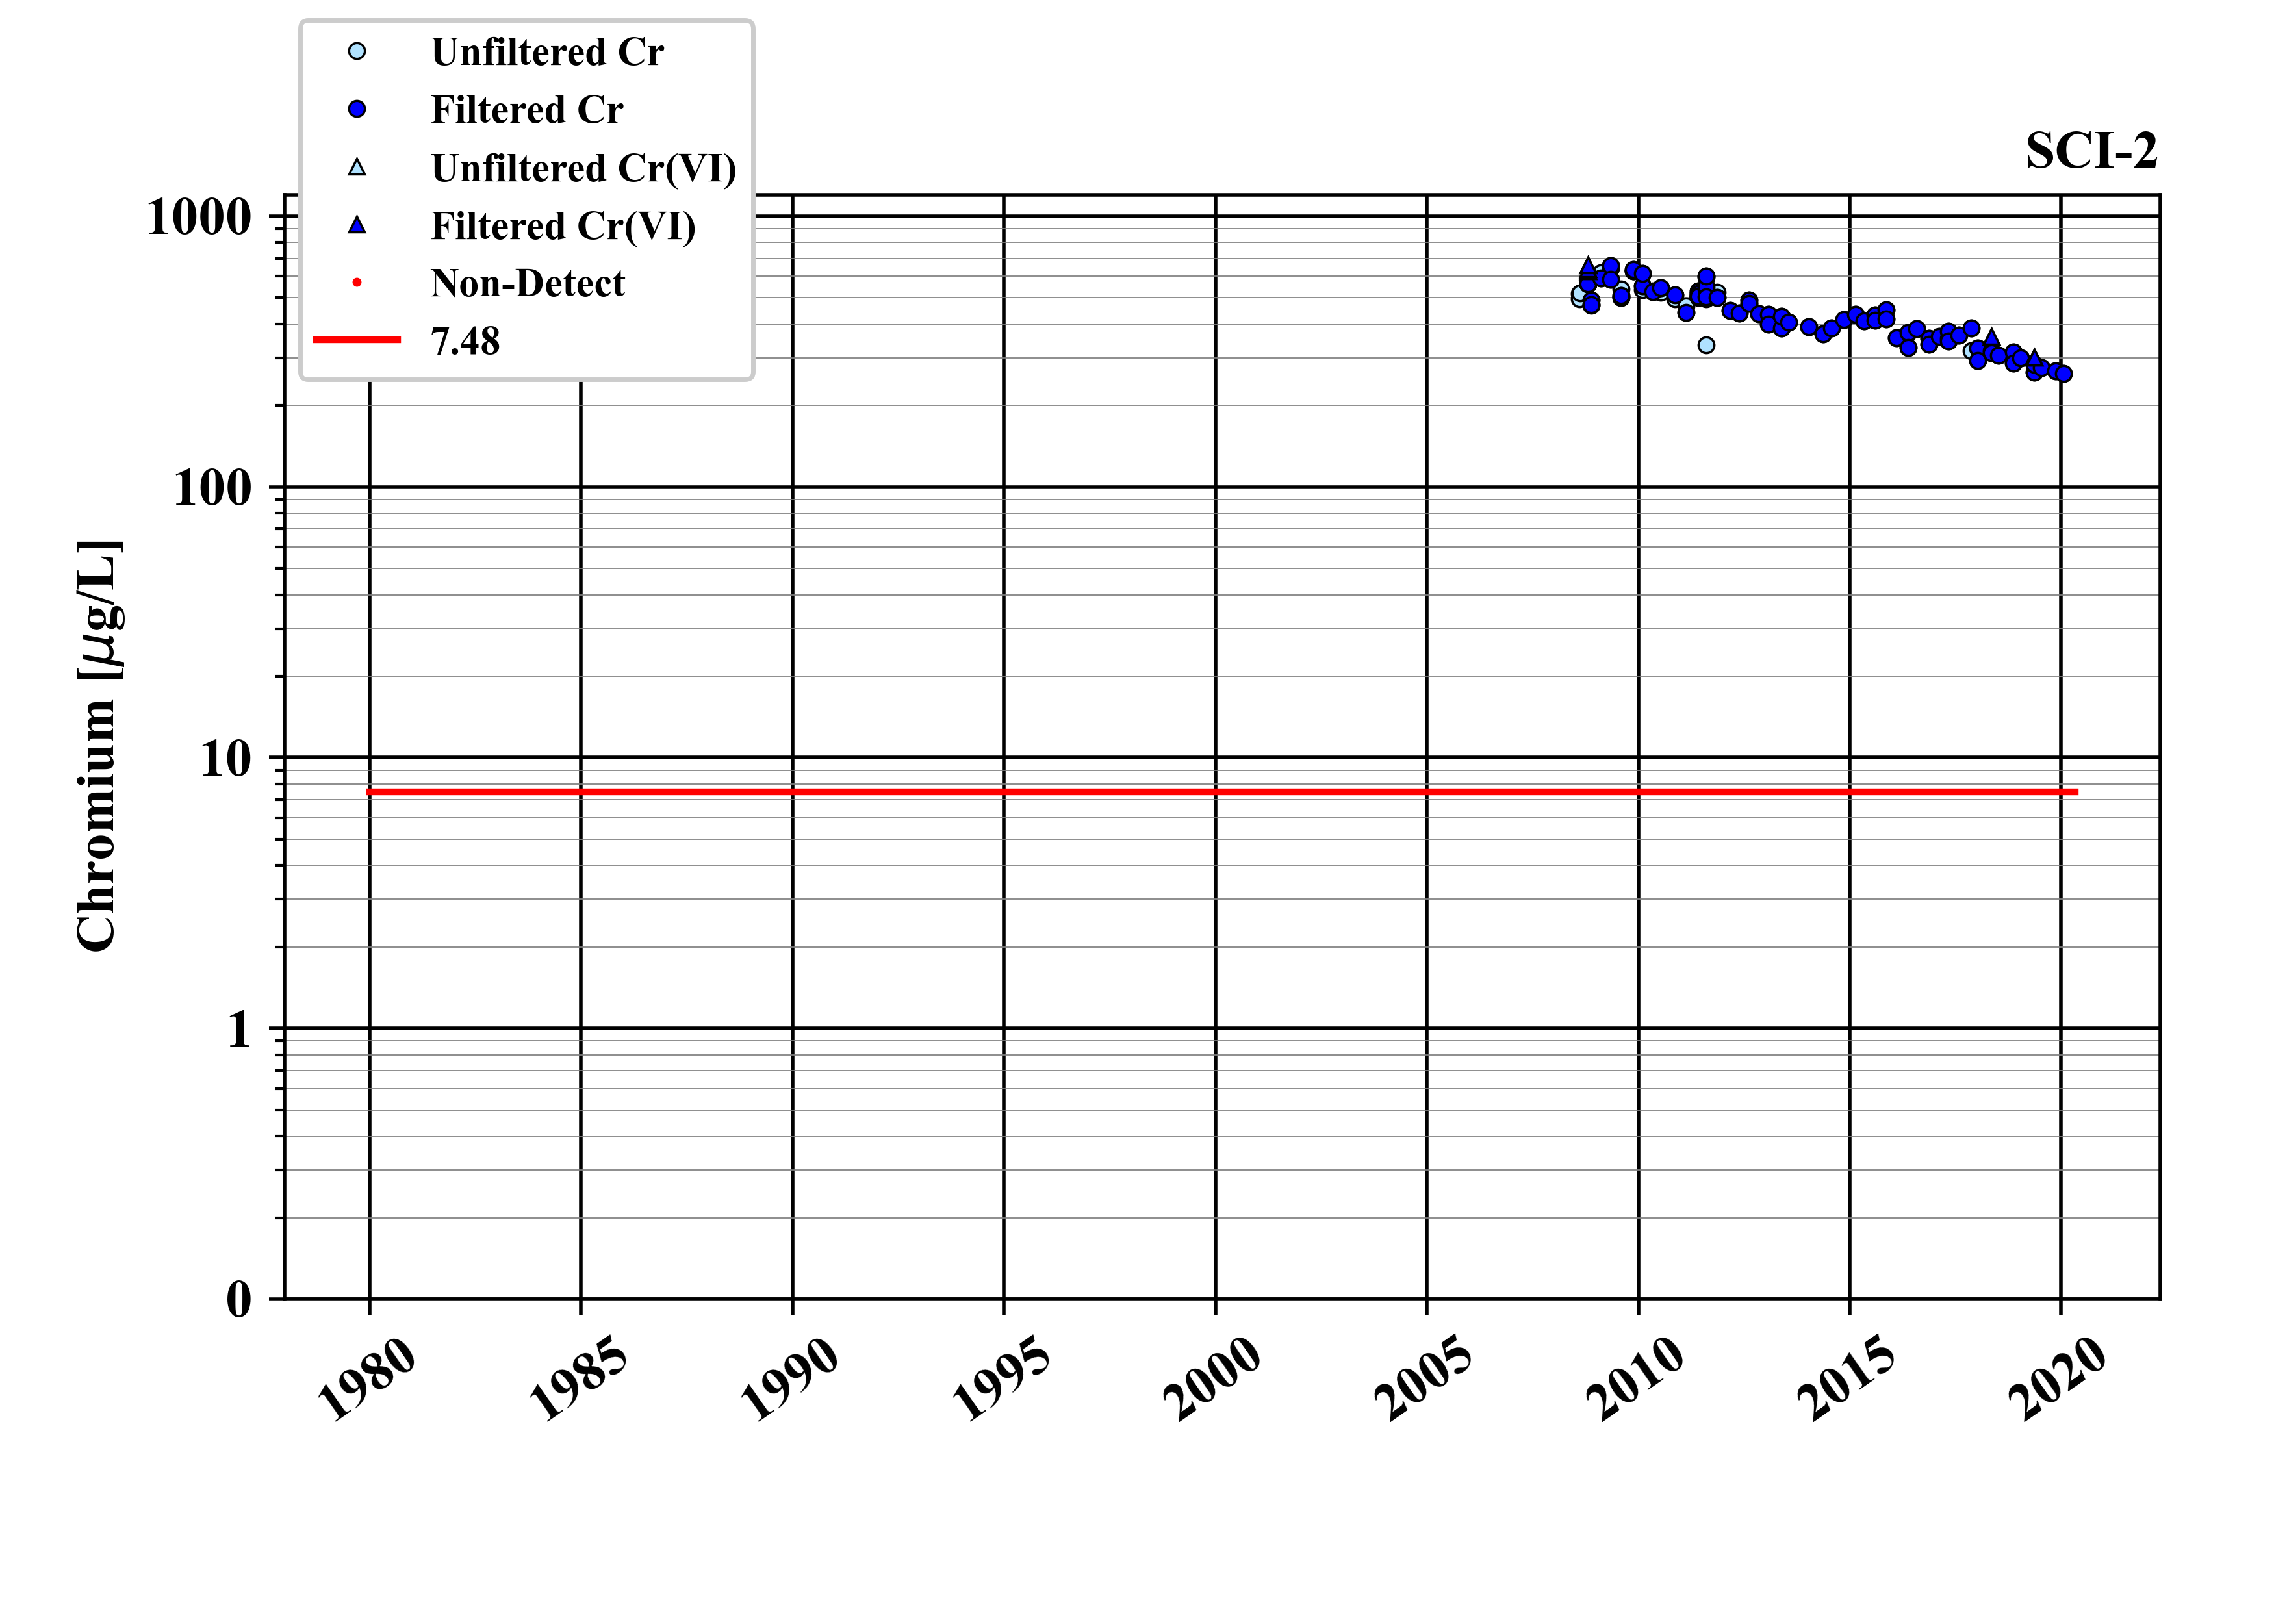 Unfiltered Cr
Filtered Cr
Unfiltered Cr(VI)
Filtered Cr(VI)
Non-Detect
7.48
SCI-2
1000
100
10
1
0
Chromium [μg/L]
1980
1985
1990
1995
2000
2005
2010
2015
2020